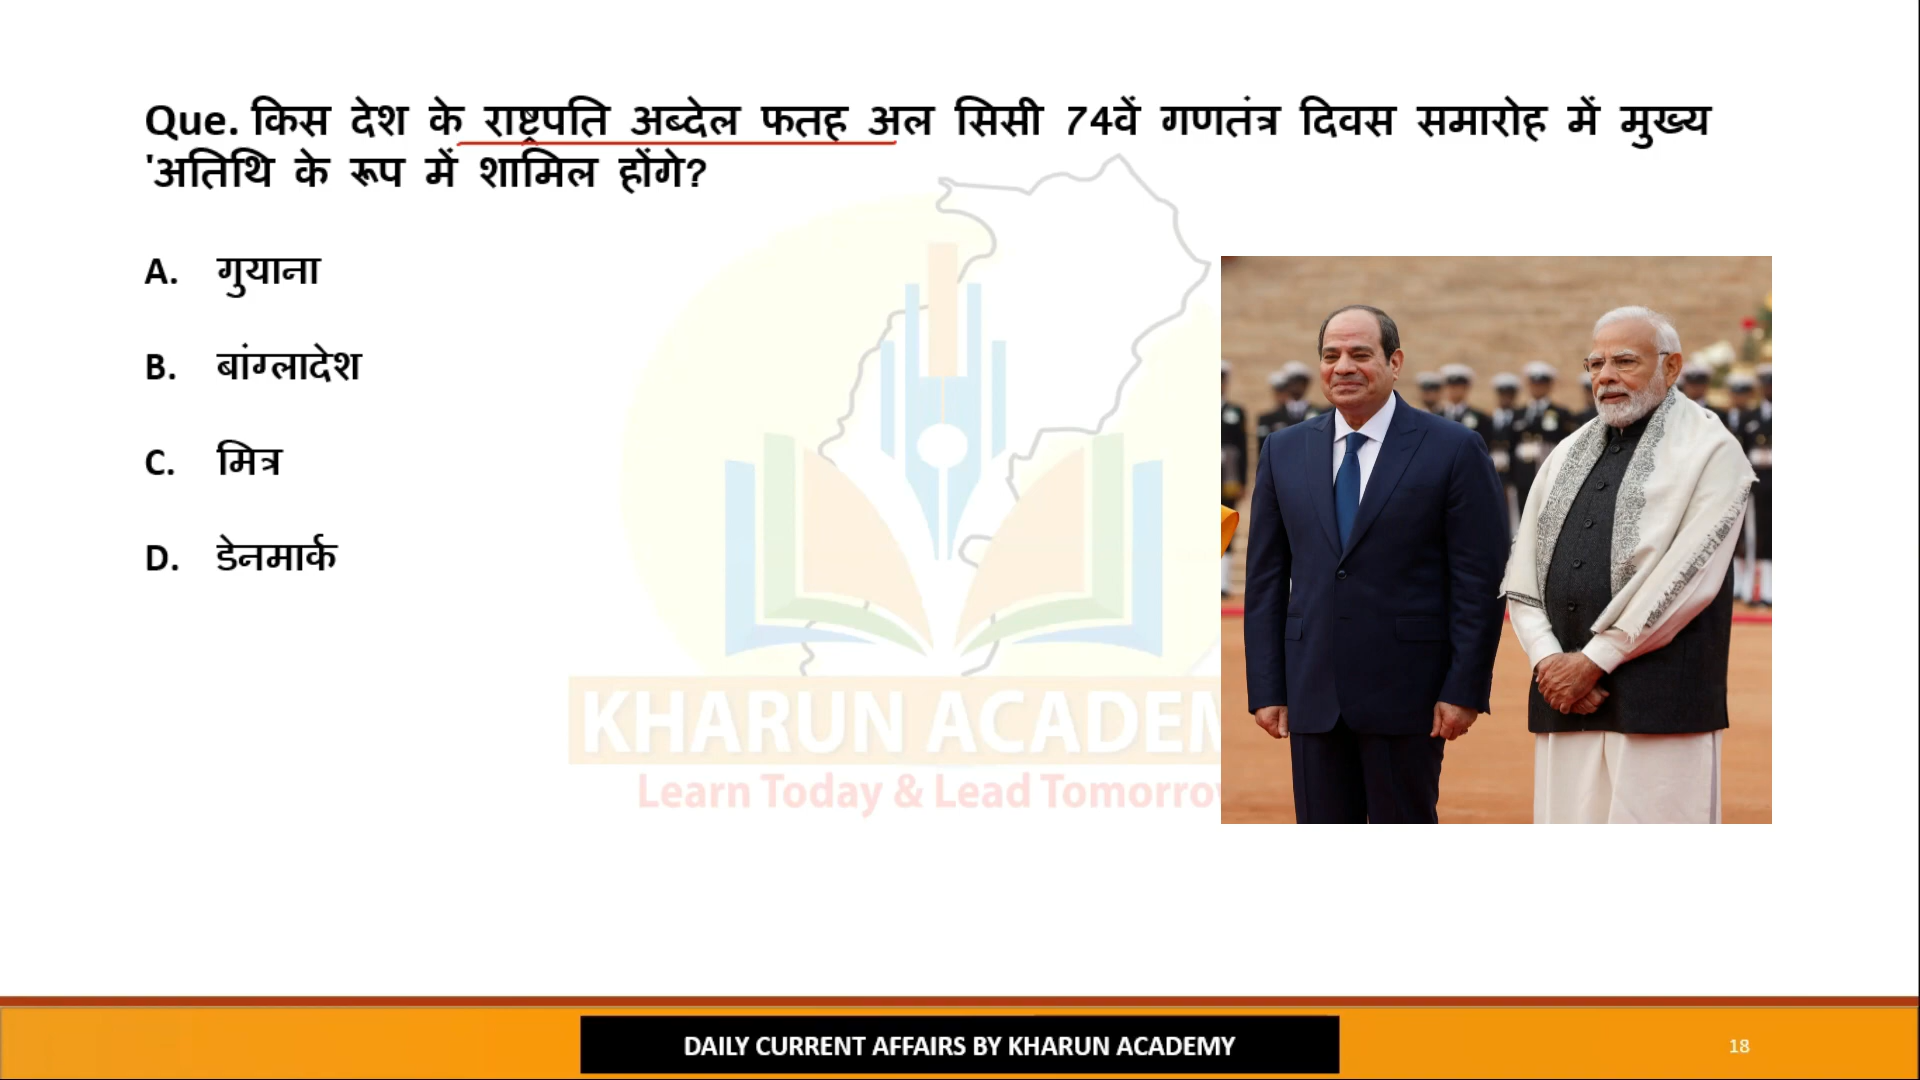 Que. किस देश के राष्ट्रपति अब्देल फतह अल सिसी 74वें गणतंत्र दिवस समारोह में मुख्य
'अतिथि के रूप में शामिल होंगे?
A. गुयाना
B. बांग्लादेश
C. मित्र
D. डेनमार्क
KHARUN ACADEM
Learn Today & Lead Tomorro
DAILY CURRENT AFFAIRS BY KHARUN ACADEMY
18